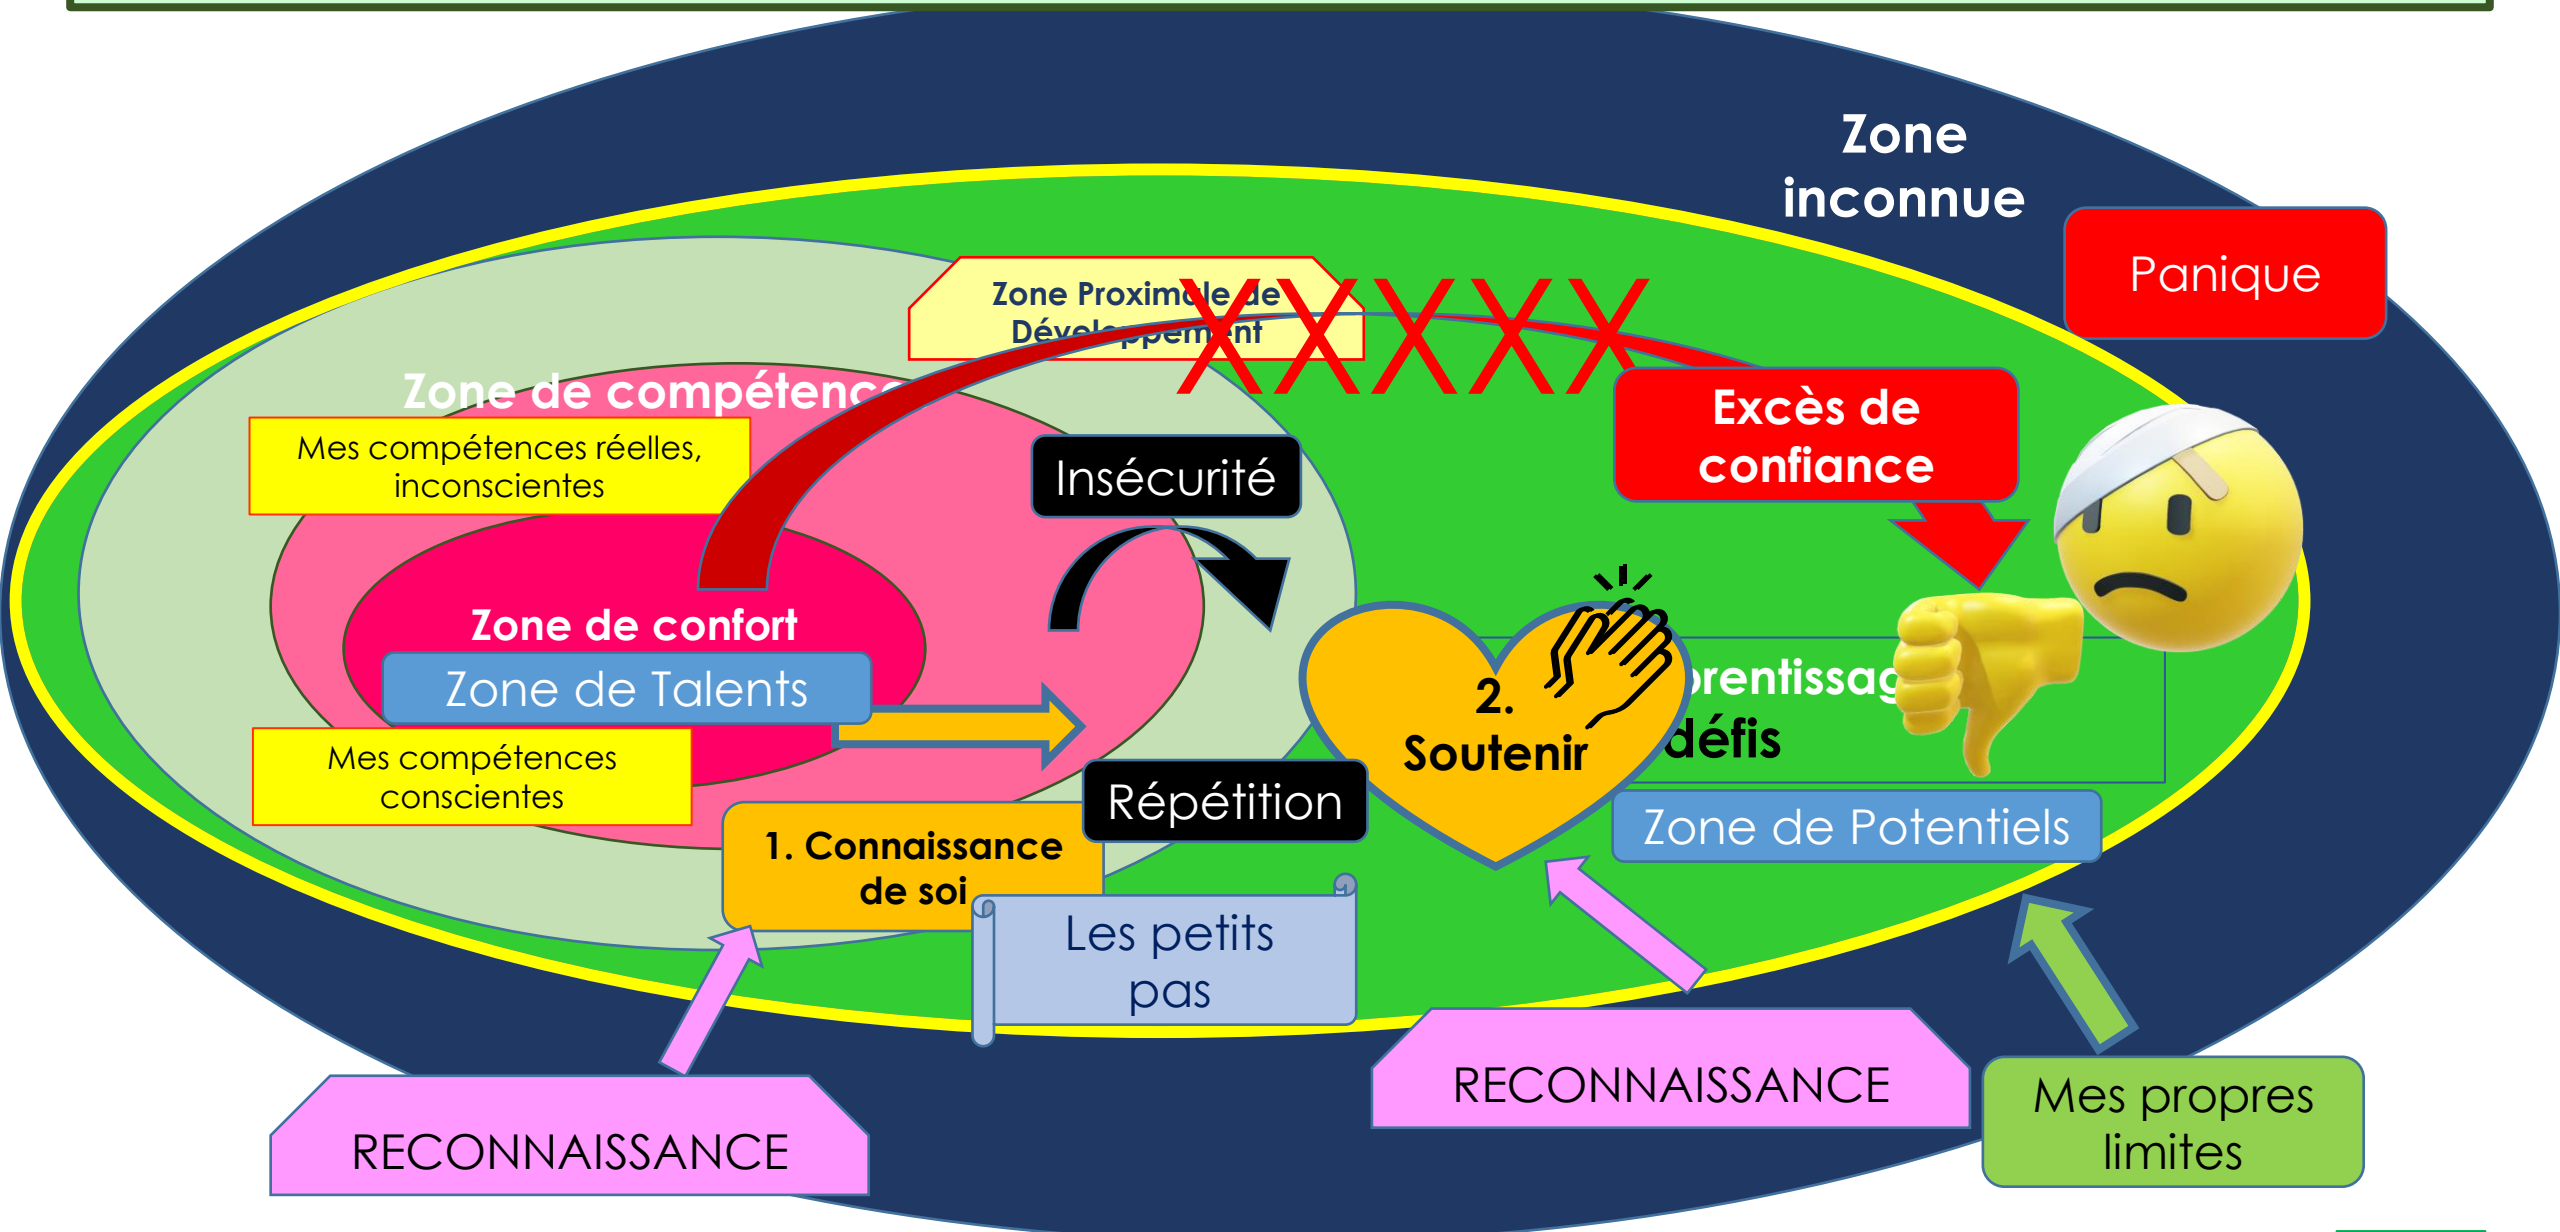 Zone
inconnue
Panique
Zone Proximale de
Développement
XXXXX
Zone de compétence
Excès de
confiance
Mes compétences réelles,
inconscientes
Insécurité
Zone de confort
Zone de Talents
2.
Soutenir
défis
Mes compétences
conscientes
Répétition
Zone de Potentiels
1. Connaissance
de soi
Les petits
pas
RECONNAISSANCE
Mes propres
limites
RECONNAISSANCE